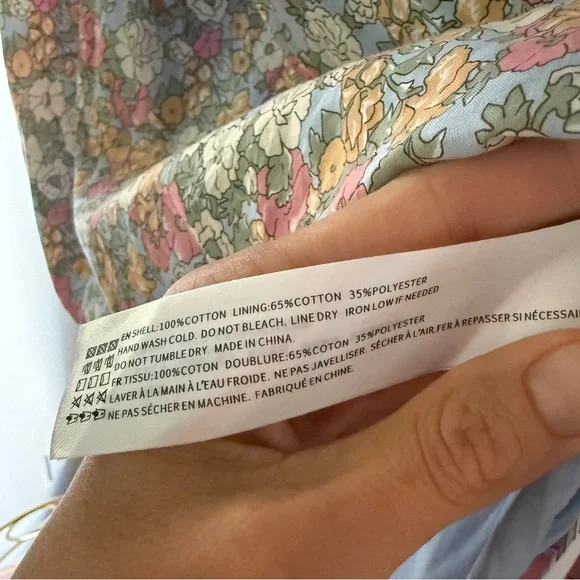 EN SHELL:100%COTTON LINING:65%COTTON 35%POLYESTER
HAND WASH COLD. DO NOT BLEACH, LINE DRY IRON LOW IF NEEDED
DO NOT TUMBLE DRY MADE IN CHINA.
FR TISSU:100%COTON DOUBLURE:65%COTON 35%POLYESTER
LAVER À LA MAIN À L'EAU FROIDE. NE PAS JAVELLISER. SÉCHER À L'AIR.FER À REPASSER SI NÉCESSAI
NE PAS SÉCHER EN MACHINE. FABRIQUÉ EN CHINE.